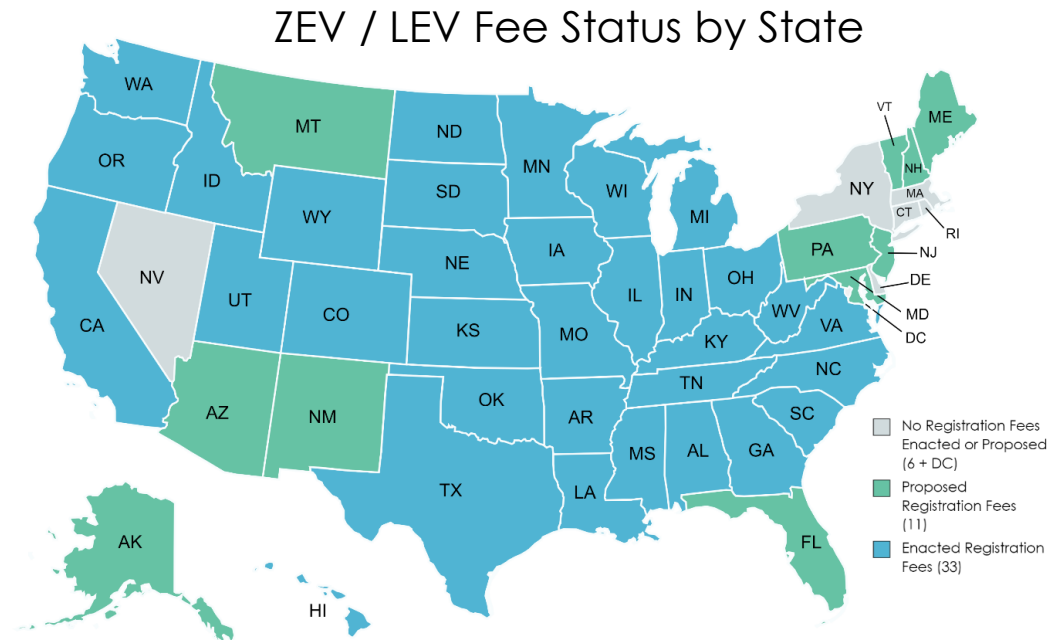 ZEV / LEV Fee Status by State
WA
MT
ND
MN
OR
ID
SD
WI
MI
WY
IA
NE
NV
UT
CO
CA
KS
IL
IN
OH
MO
KY
WV
VA
NC
TN
SC
OK
AR
AZ
NM
MS
AL
GA
TX
LA
FL
AK
HI
VT
ME
NH
NY
MA
CT
RI
PA
NJ
DE
MD
DC
No Registration Fees
Enacted or Proposed
(6 + DC)
Proposed
Registration Fees
(11)
Enacted Registration
Fees (33)